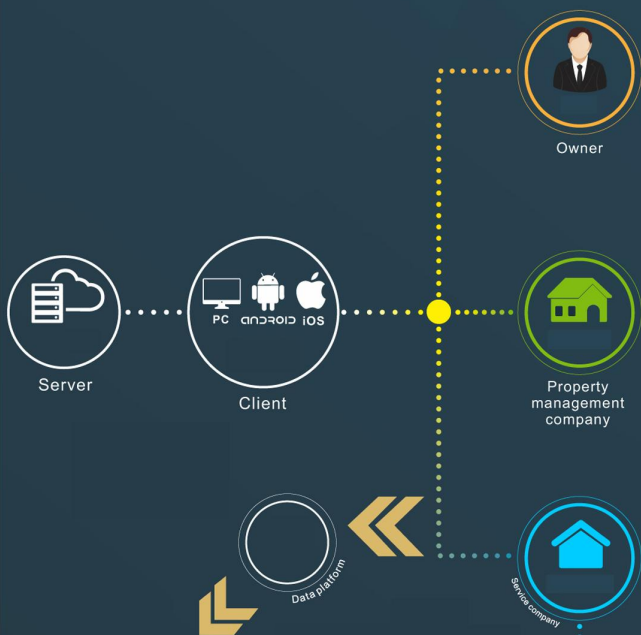 Owner
PC ANDROID iOS
Server
Client
Property
management
company
Data platform
Service company